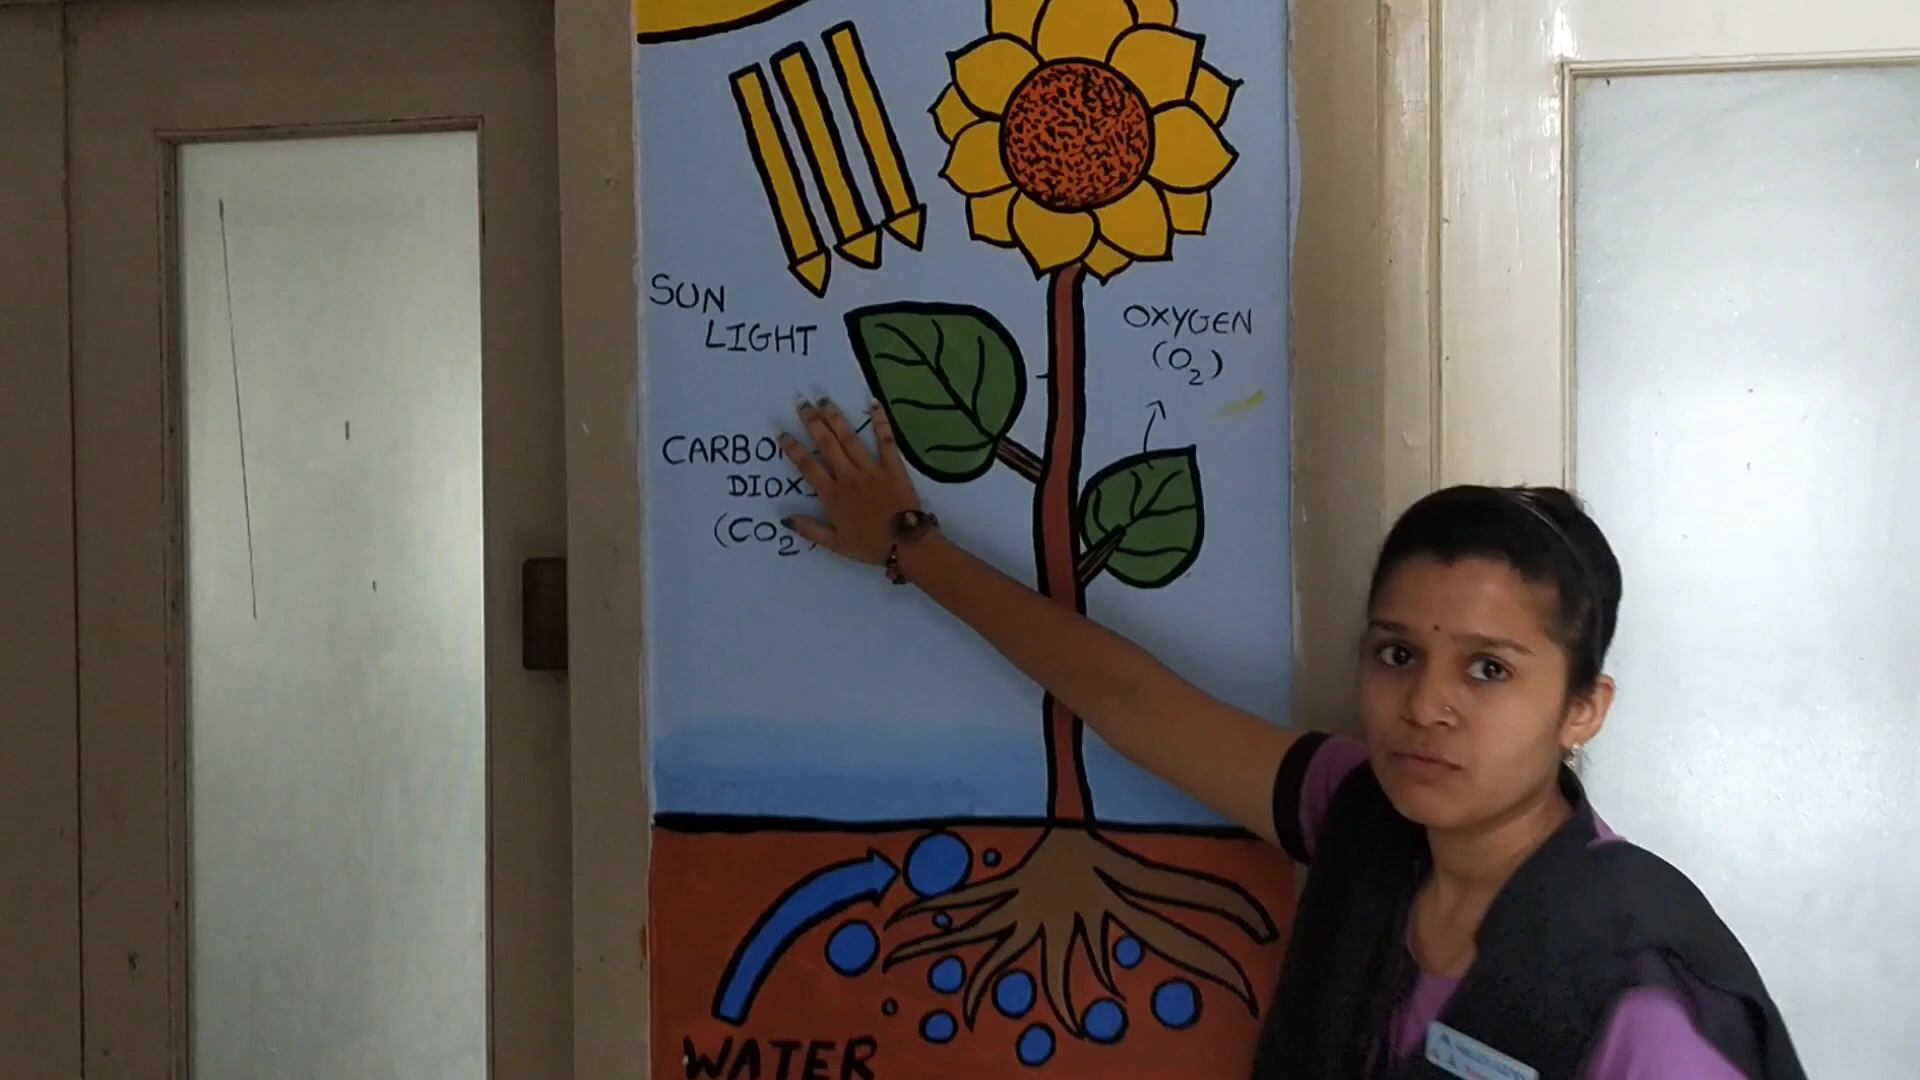 SUN
LIGHT
OXYGEN
(O₂)
CARBO
DIOX
(CO₂)
WATER